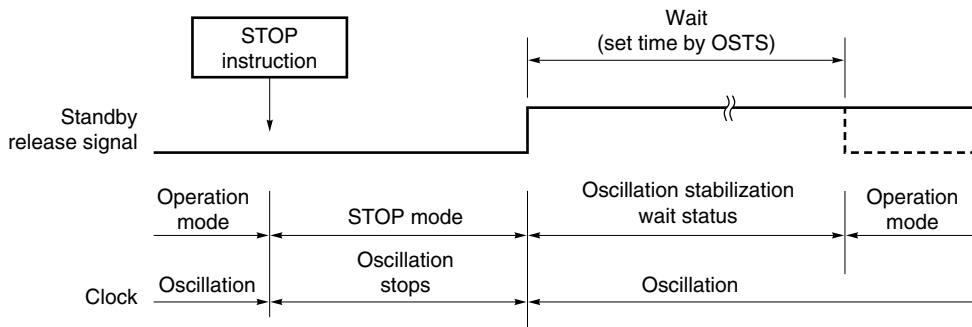 STOP
instruction
Wait
(set time by OSTS)
Standby
release signal
Operation
mode
STOP mode
Oscillation stabilization
wait status
Operation
mode
Clock
Oscillation
Oscillation
stops
Oscillation